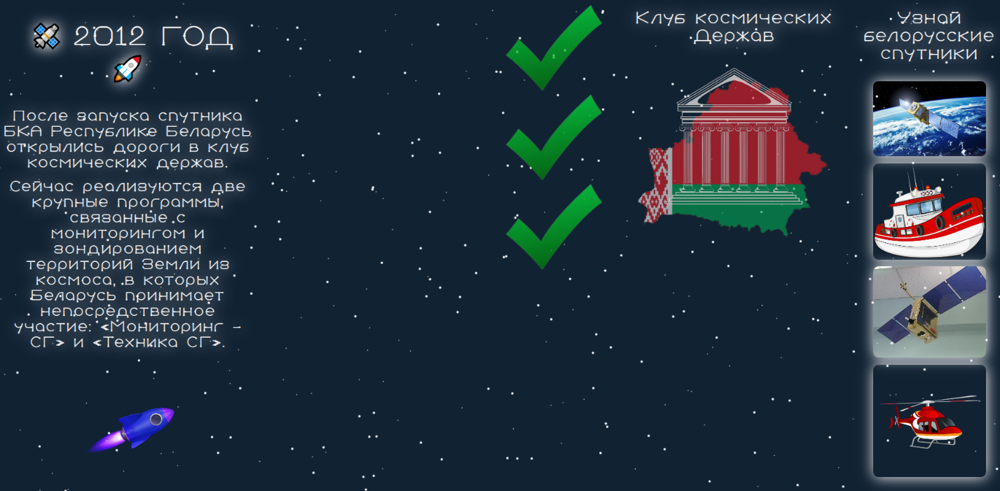 2012 ГОД
После запуска спутника
БКА Республике Беларусь
открылись дороги в клуб
космических держав.
Сейчас реализуются две
крупные программы,
связанные с
мониторингом и
зондированием
территорий Земли из
космоса, в которых
Беларусь принимает
непосредственное
участие: «Мониторинг –
СГ» и «Техника СГ».
Клуб космических
Держав
Узнай
белорусские
спутники